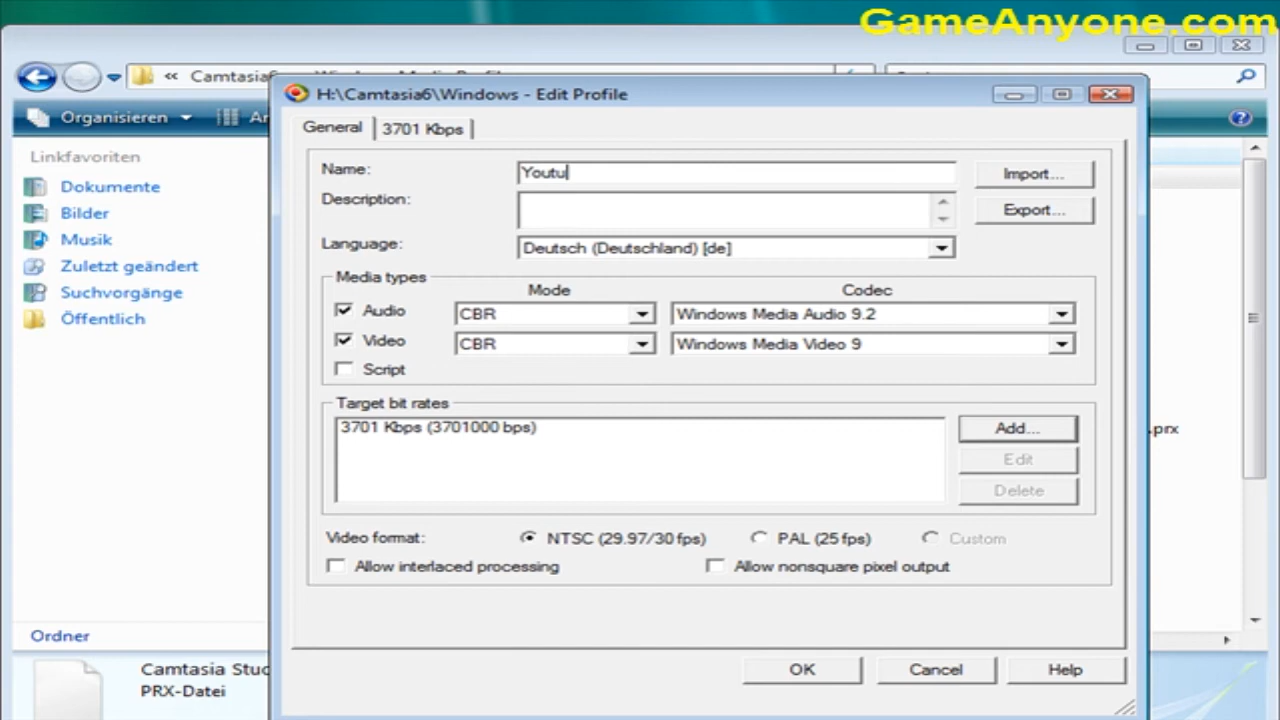 GameAnyone.com
« Camtasia6
H:\Camtasia6\Windows - Edit Profile
Organisieren
General
3701 Kbps
Linkfavoriten
Dokumente
Bilder
Musik
Zuletzt geändert
Suchvorgänge
Öffentlich
Name:
Youtu
Import...
Description:
Export...
Language:
Deutsch (Deutschland) [de]
Media types
Mode
Codec
Audio
CBR
Windows Media Audio 9.2
Video
CBR
Windows Media Video 9
Script
Target bit rates
3701 Kbps (3701000 bps)
Add...
Edit
Delete
.prx
Video format:
NTSC (29.97/30 fps)
PAL (25 fps)
Custom
Allow interlaced processing
Allow nonsquare pixel output
Ordner
Camtasia Stud
PRX-Datei
OK
Cancel
Help